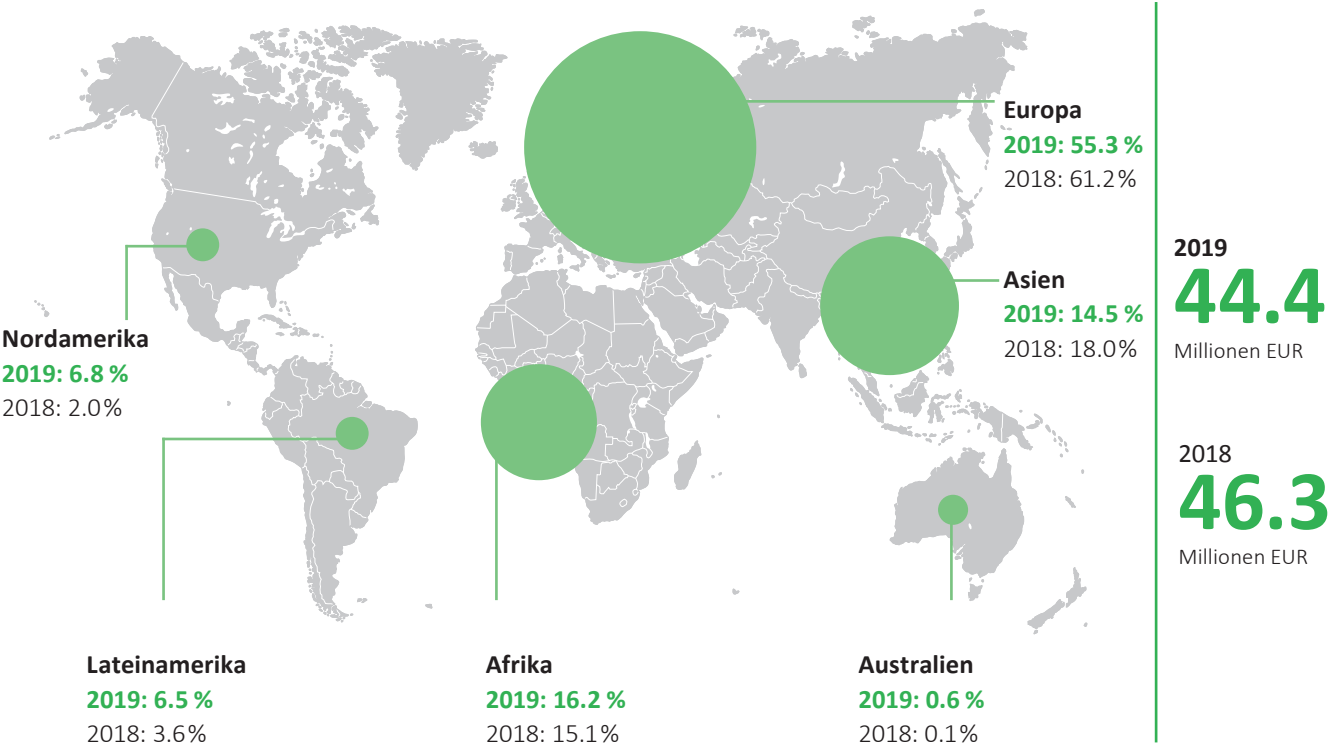 Europa
2019: 55.3 %
2018: 61.2%
Asien
2019: 14.5 %
2018: 18.0%
Nordamerika
2019: 6.8 %
2018: 2.0%
Lateinamerika
2019: 6.5 %
2018: 3.6%
Afrika
2019: 16.2 %
2018: 15.1%
Australien
2019: 0.6 %
2018: 0.1%
2019
44.4
Millionen EUR
2018
46.3
Millionen EUR